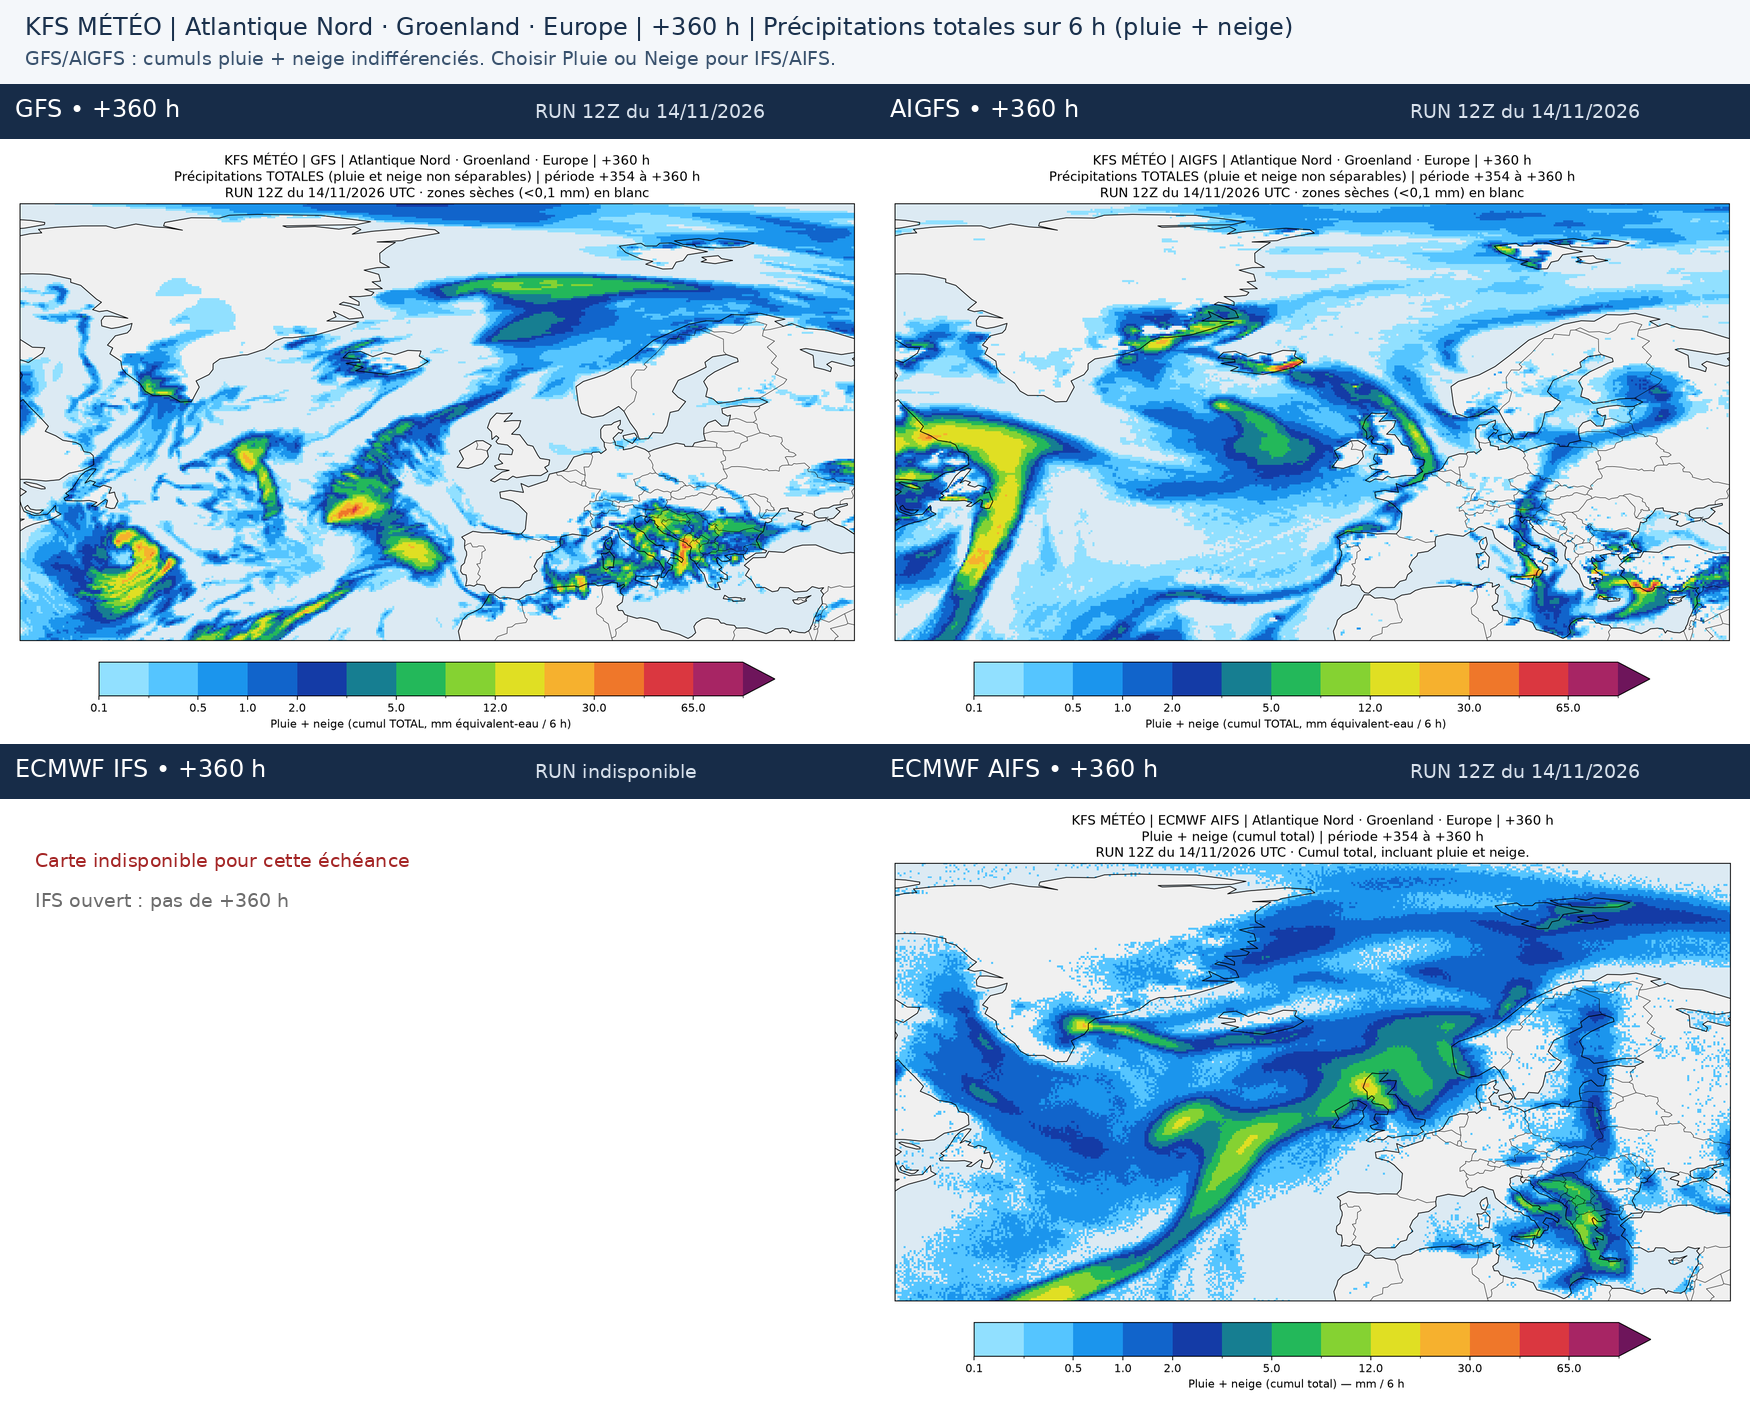 KFS MÉTÉO | Atlantique Nord · Groenland · Europe | +360 h | Précipitations totales sur 6 h (pluie + neige)
GFS/AIGFS : cumuls pluie + neige indifférenciés. Choisir Pluie ou Neige pour IFS/AIFS.
GFS • +360 h
RUN 12Z du 14/11/2026
KFS MÉTÉO | GFS | Atlantique Nord · Groenland · Europe | +360 h
Précipitations TOTALES (pluie et neige non séparables) | période +354 à +360 h
RUN 12Z du 14/11/2026 UTC · zones sèches (<0,1 mm) en blanc
0.1 0.5 1.0 2.0 5.0 12.0 30.0 65.0
Pluie + neige (cumul TOTAL, mm équivalent-eau / 6 h)
AIGFS • +360 h
RUN 12Z du 14/11/2026
KFS MÉTÉO | AIGFS | Atlantique Nord · Groenland · Europe | +360 h
Précipitations TOTALES (pluie et neige non séparables) | période +354 à +360 h
RUN 12Z du 14/11/2026 UTC · zones sèches (<0,1 mm) en blanc
0.1 0.5 1.0 2.0 5.0 12.0 30.0 65.0
Pluie + neige (cumul TOTAL, mm équivalent-eau / 6 h)
ECMWF IFS • +360 h
RUN indisponible
Carte indisponible pour cette échéance
IFS ouvert : pas de +360 h
ECMWF AIFS • +360 h
RUN 12Z du 14/11/2026
KFS MÉTÉO | ECMWF AIFS | Atlantique Nord · Groenland · Europe | +360 h
Pluie + neige (cumul total) | période +354 à +360 h
RUN 12Z du 14/11/2026 UTC · Cumul total, incluant pluie et neige.
0.1 0.5 1.0 2.0 5.0 12.0 30.0 65.0
Pluie + neige (cumul total) — mm / 6 h